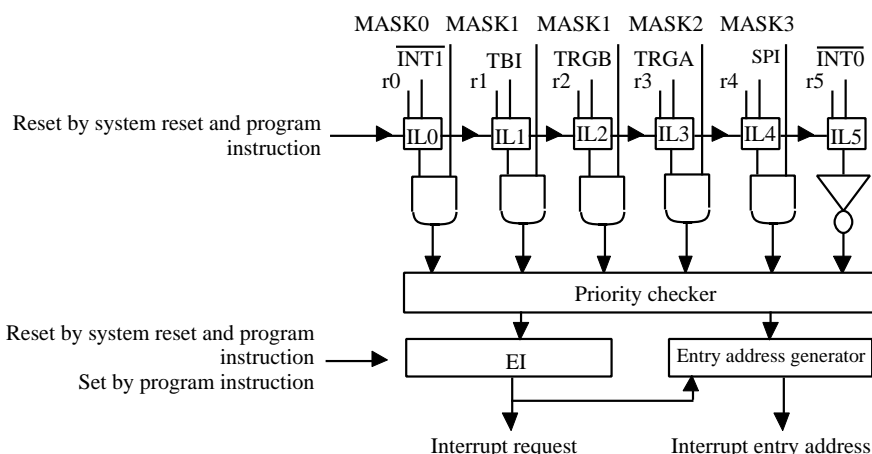 MASK0 MASK1 MASK1 MASK2 MASK3
INT1 TBI TRGB TRGA SPI INT0
r0 r1 r2 r3 r4 r5
Reset by system reset and program
instruction
IL0 IL1 IL2 IL3 IL4 IL5
Priority checker
Reset by system reset and program
instruction
Set by program instruction
EI
Entry address generator
Interrupt request
Interrupt entry address